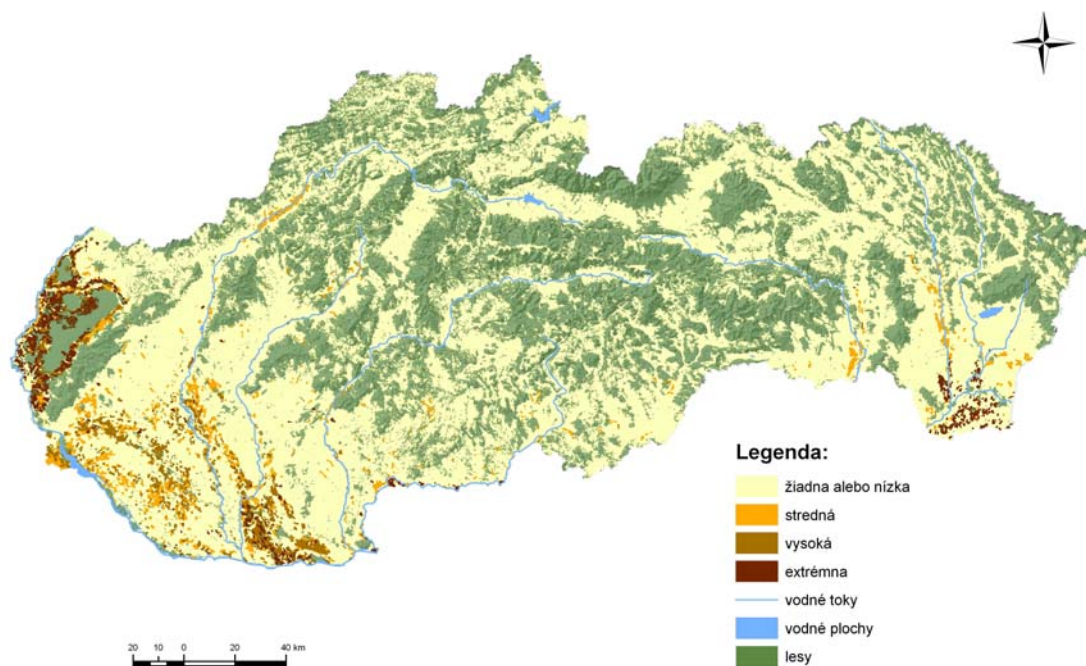 Legenda:
žiadna alebo nízka
stredná
vysoká
extrémna
vodné toky
vodné plochy
lesy
20 10 0 20 40 km